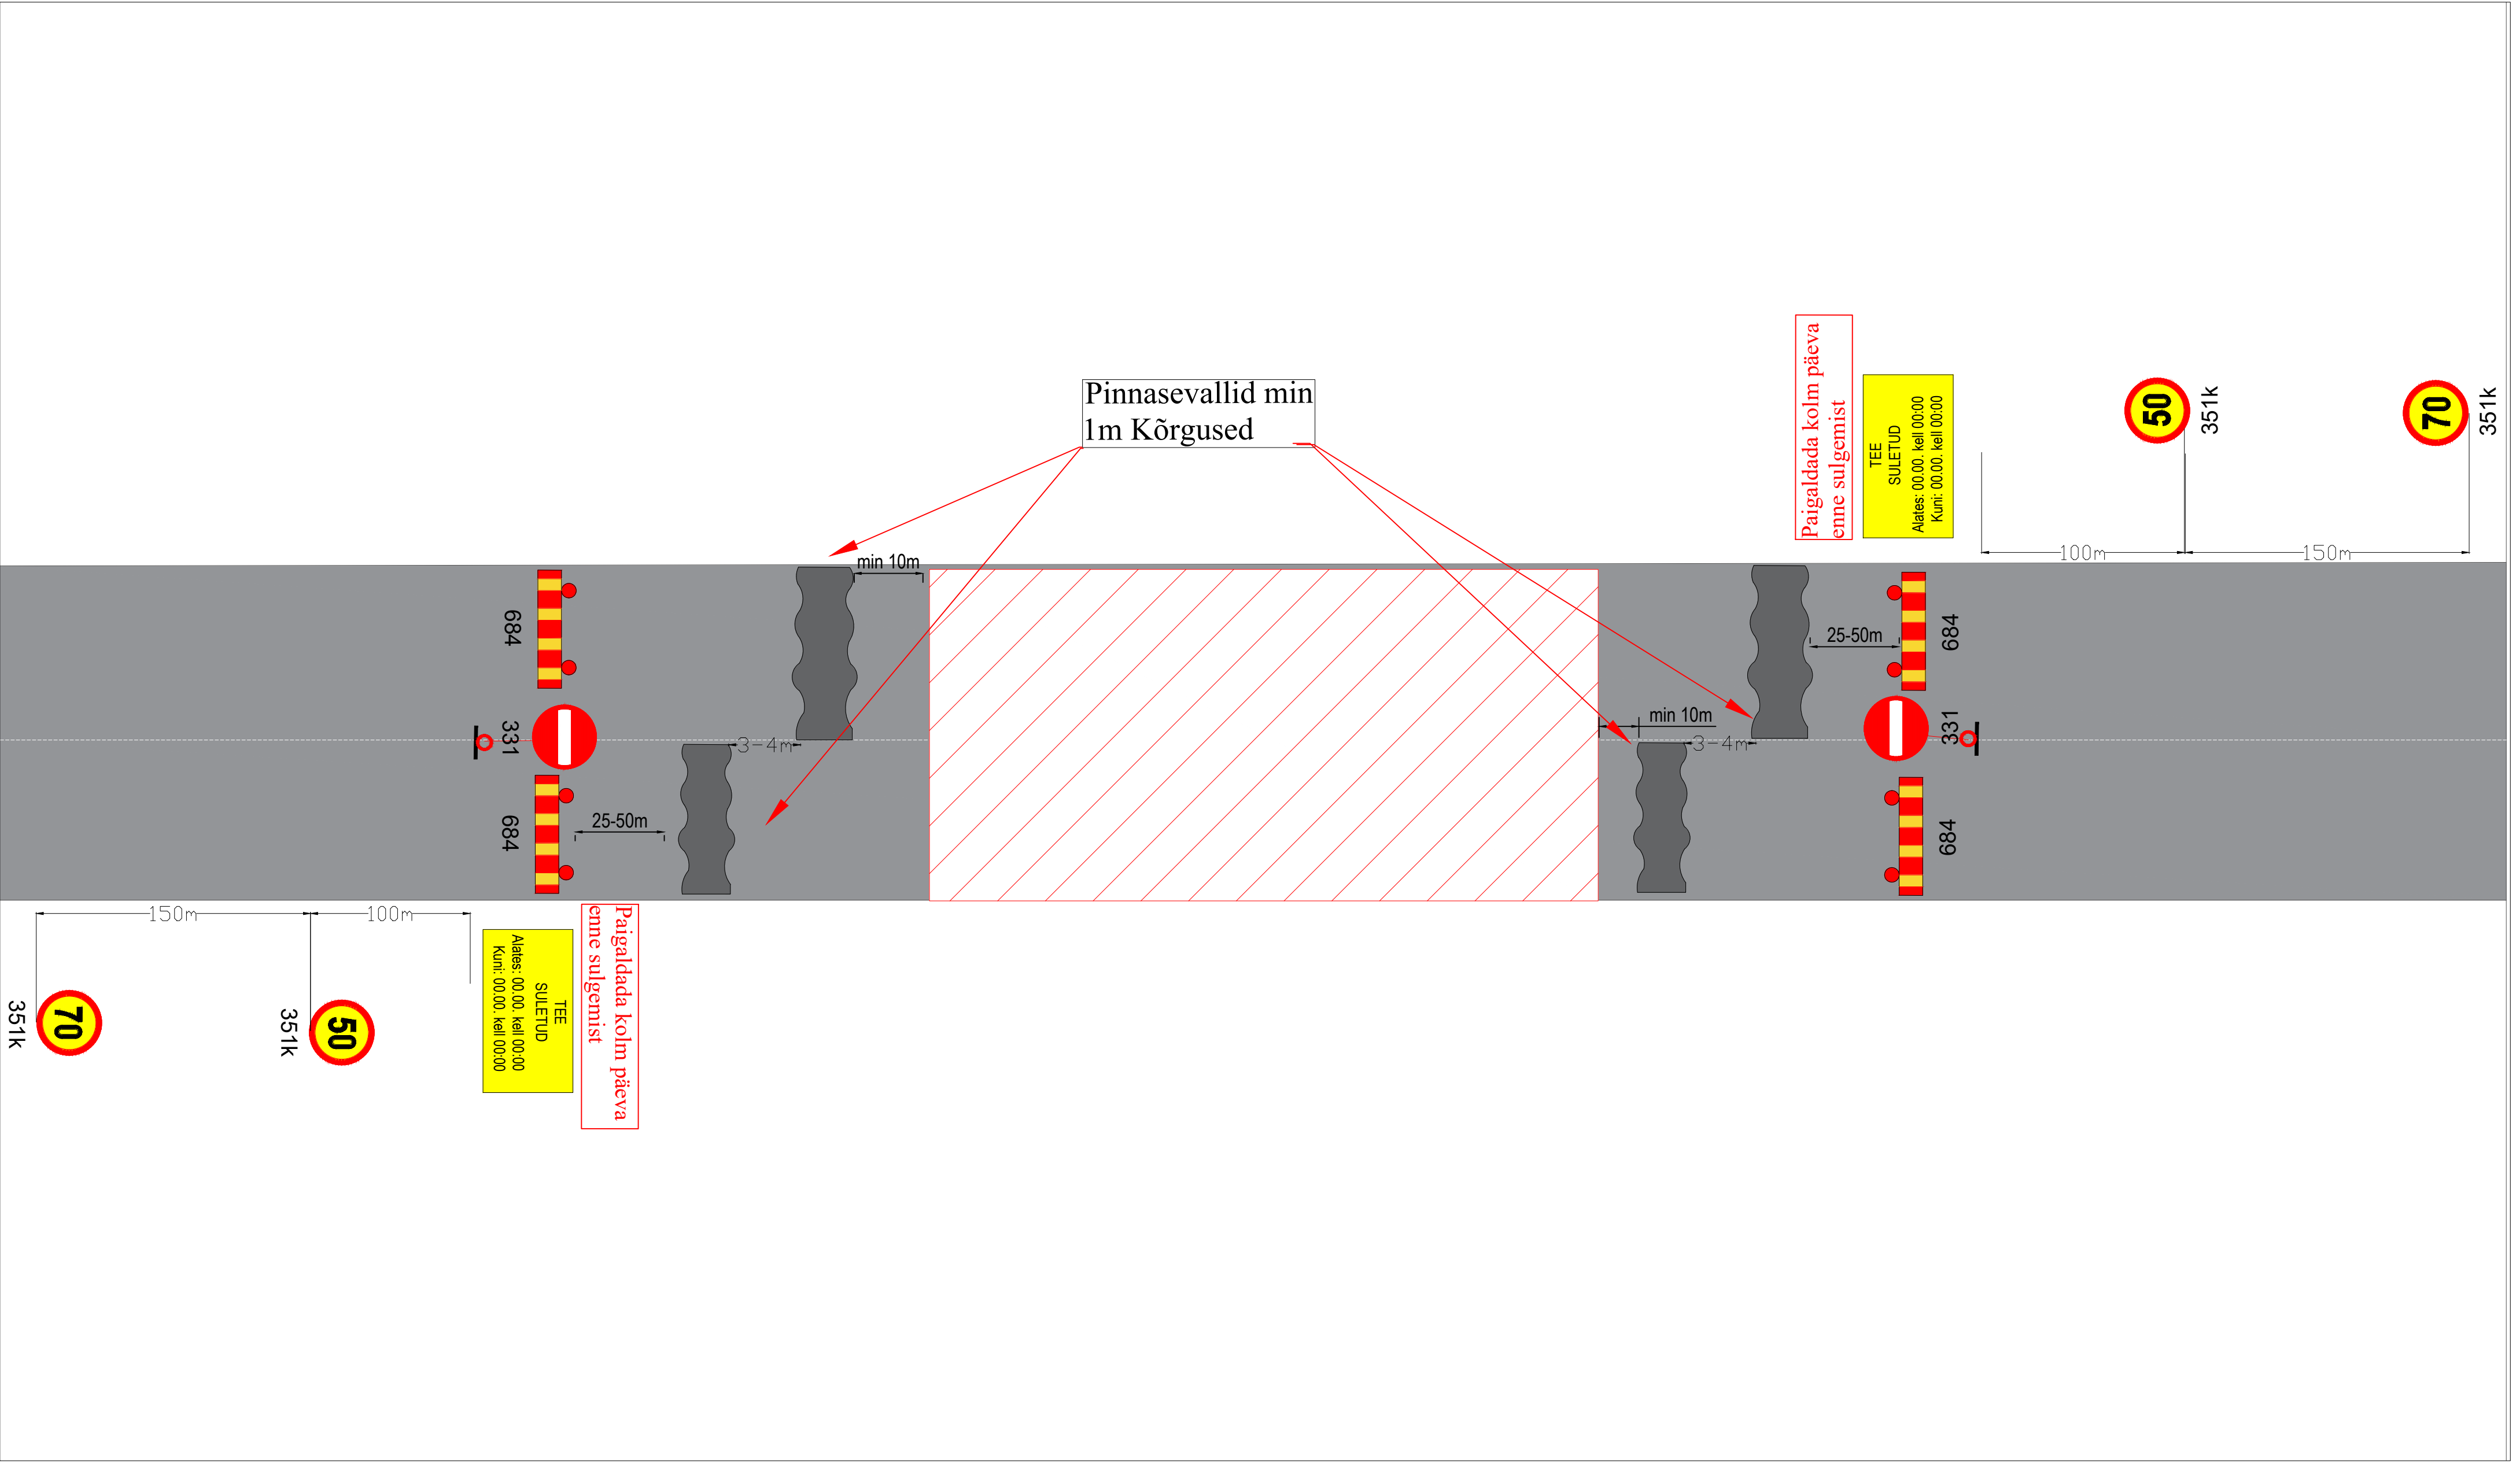 Pinnasevallid min
1m Kõrgused
Paigaldada kolm päeva
enne sulgemist
TEE
SULETUD
Alates: 00.00. kell 00:00
Kuni: 00.00. kell 00:00
50
351k
70
351k
100m
150m
min 10m
684
331
684
25-50m
3-4m
min 10m
3-4m
25-50m
684
331
684
150m
100m
70
351k
50
351k
TEE
SULETUD
Alates: 00.00. kell 00:00
Kuni: 00.00. kell 00:00
Paigaldada kolm päeva
enne sulgemist